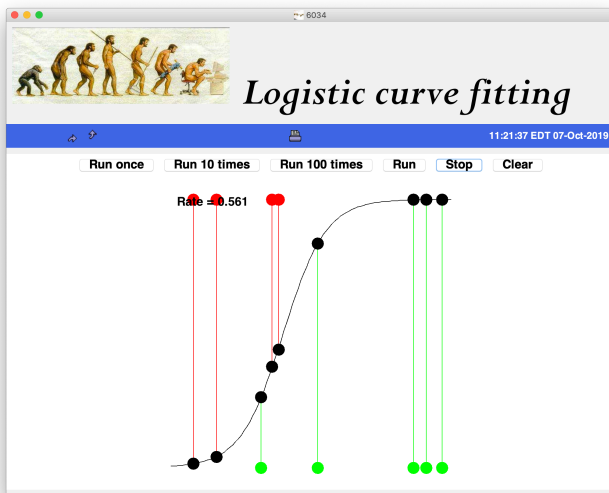 6034
Logistic curve fitting
11:21:37 EDT 07-Oct-2019
Run once Run 10 times Run 100 times Run Stop Clear
Rate = 0.561